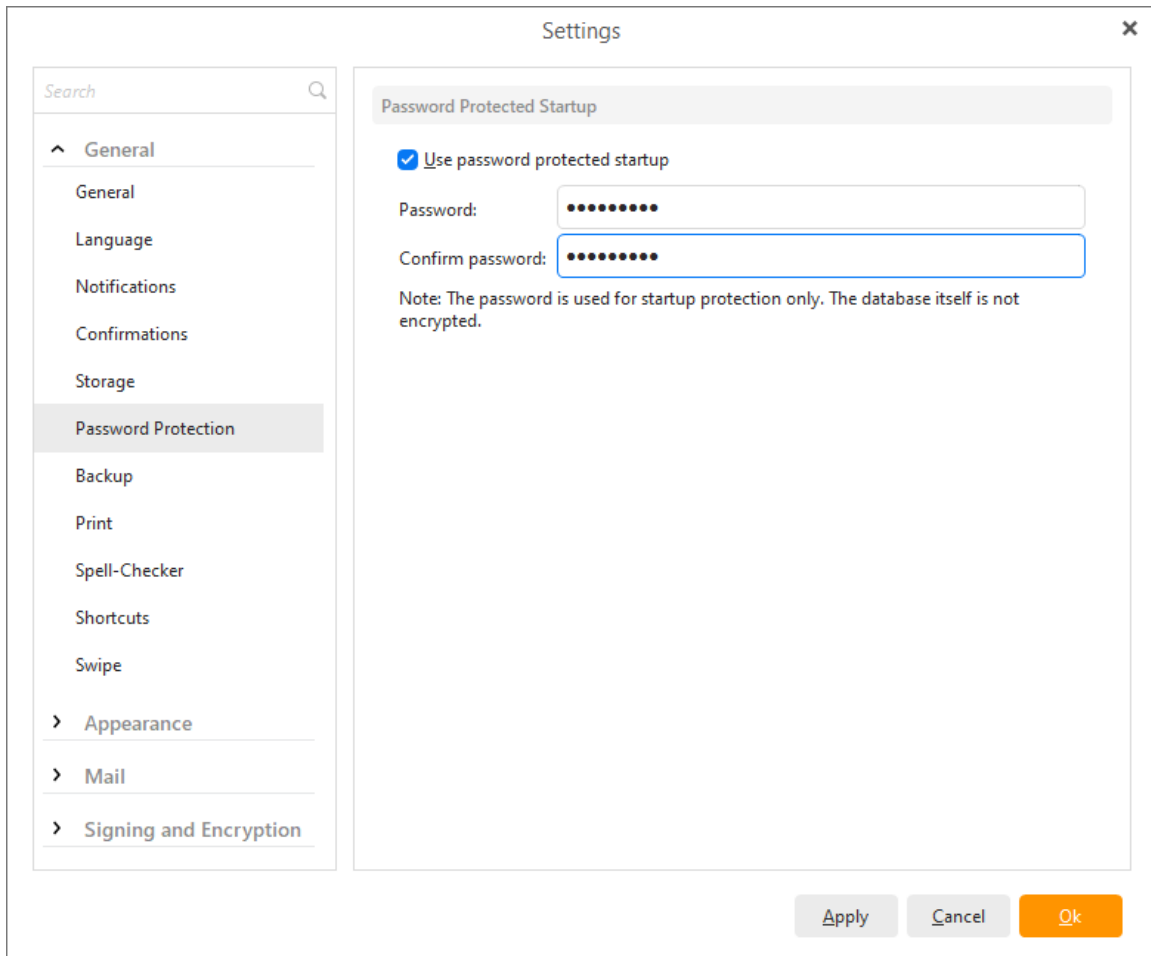 Settings
Search
General
General
Language
Notifications
Confirmations
Storage
Password Protection
Backup
Print
Spell-Checker
Shortcuts
Swipe
Appearance
Mail
Signing and Encryption
Password Protected Startup
Use password protected startup
Password: •••••••••
Confirm password: •••••••••
Note: The password is used for startup protection only. The database itself is not
encrypted.
Apply Cancel Ok